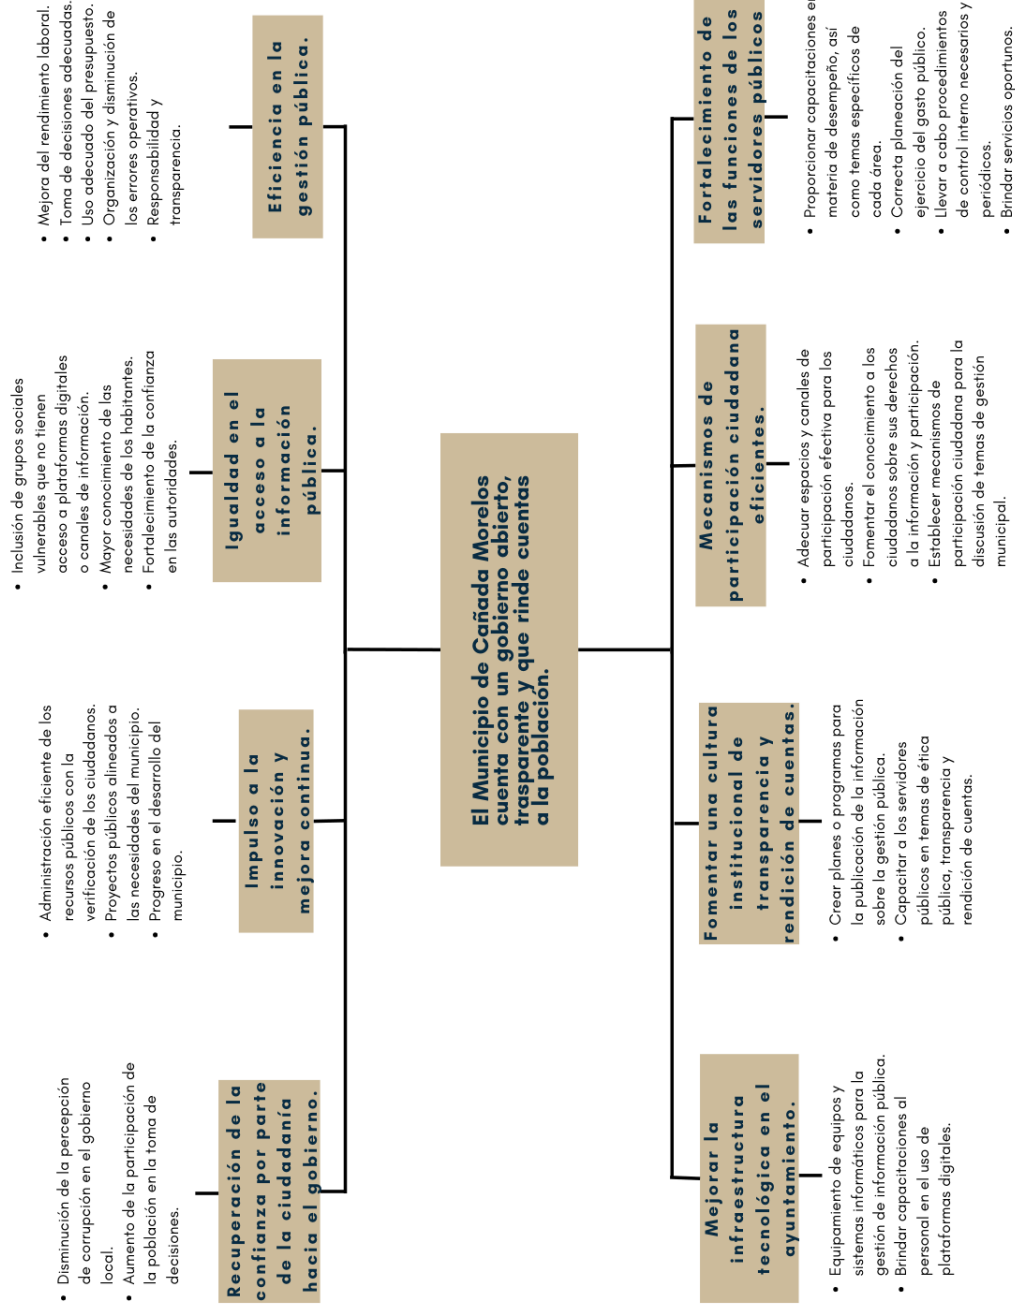 Disminución de la percepción
de corrupción en el gobierno
local.
Aumento de la participación de
la población en la toma de
decisiones.
Administración eficiente de los
recursos públicos con la
verificación de los ciudadanos.
Proyectos públicos alineados a
las necesidades del municipio.
Progreso en el desarrollo del
municipio.
Inclusión de grupos sociales
vulnerables que no tienen
acceso a plataformas digitales
o canales de información.
Mayor conocimiento de las
necesidades de los habitantes.
Fortalecimiento de la confianza
en las autoridades.
Mejora del rendimiento laboral.
Toma de decisiones adecuadas.
Uso adecuado del presupuesto.
Organización y disminución de
los errores operativos.
Responsabilidad y
transparencia.
Recuperación de la
confianza por parte
de la ciudadanía
hacia el gobierno.
Impulso a la
innovación y
mejora continua.
Igualdad en el
acceso a la
información
pública.
Eficiencia en la
gestión pública.
El Municipio de Cañada Morelos
cuenta con un gobierno abierto,
trasparente y que rinde cuentas
a la población.
Mejorar la
infraestructura
tecnológica en el
ayuntamiento.
Fomentar una cultura
institucional de
transparencia y
rendición de cuentas.
Mecanismos de
participación ciudadana
eficientes.
Fortalecimiento de
las funciones de los
servidores públicos
Equipamiento de equipos y
sistemas informáticos para la
gestión de información pública.
Brindar capacitaciones al
personal en el uso de
plataformas digitales.
Crear planes o programas para
la publicación de la información
sobre la gestión pública.
Capacitar a los servidores
públicos en temas de ética
pública, transparencia y
rendición de cuentas.
Adecuar espacios y canales de
participación efectiva para los
ciudadanos.
Fomentar el conocimiento a los
ciudadanos sobre sus derechos
a la información y participación.
Establecer mecanismos de
participación ciudadana para la
discusión de temas de gestión
municipal.
Proporcionar capacitaciones en
materia de desempeño, así
como temas específicos de
cada área.
Correcta planeación del
ejercicio del gasto público.
Llevar a cabo procedimientos
de control interno necesarios y
periódicos.
Brindar servicios oportunos.